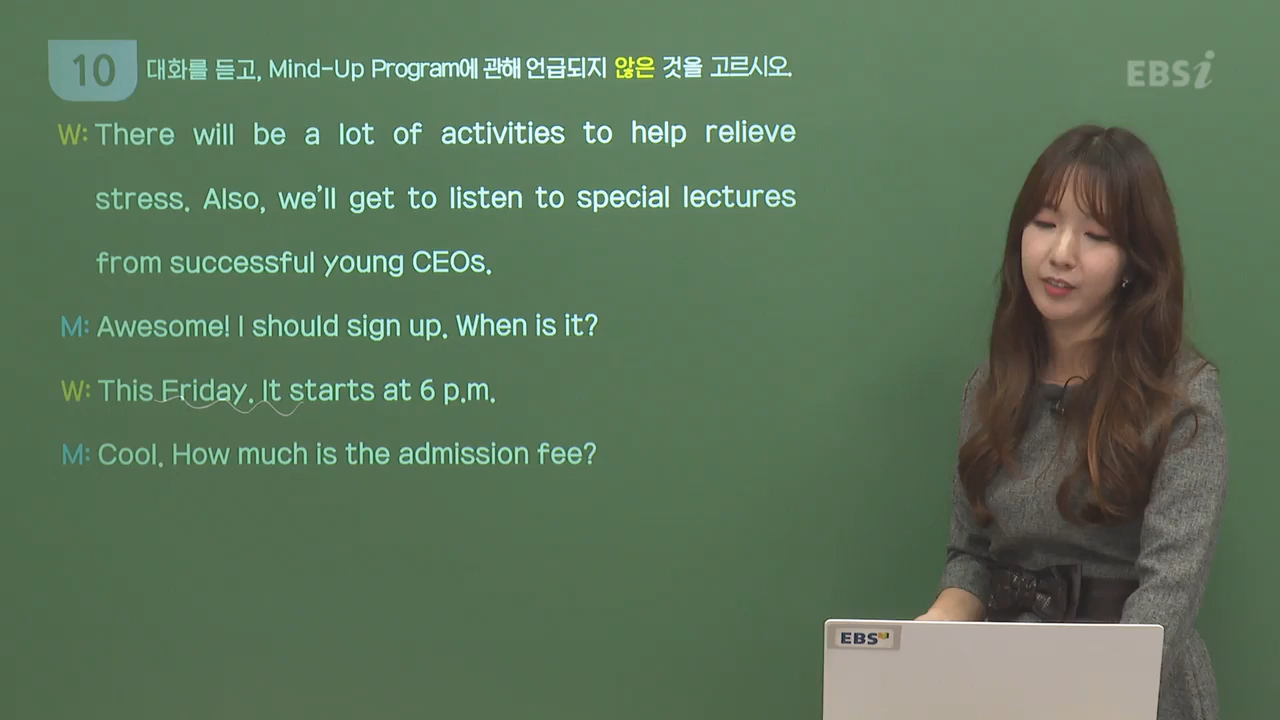 10
대화를 듣고, Mind-Up Program에 관해 언급되지 않은 것을 고르시오.
EBSi
W: There will be a lot of activities to help relieve
stress. Also, we'll get to listen to special lectures
from successful young CEOs.
M: Awesome! I should sign up. When is it?
W: This Friday. It starts at 6 p.m.
M: Cool. How much is the admission fee?
EBS